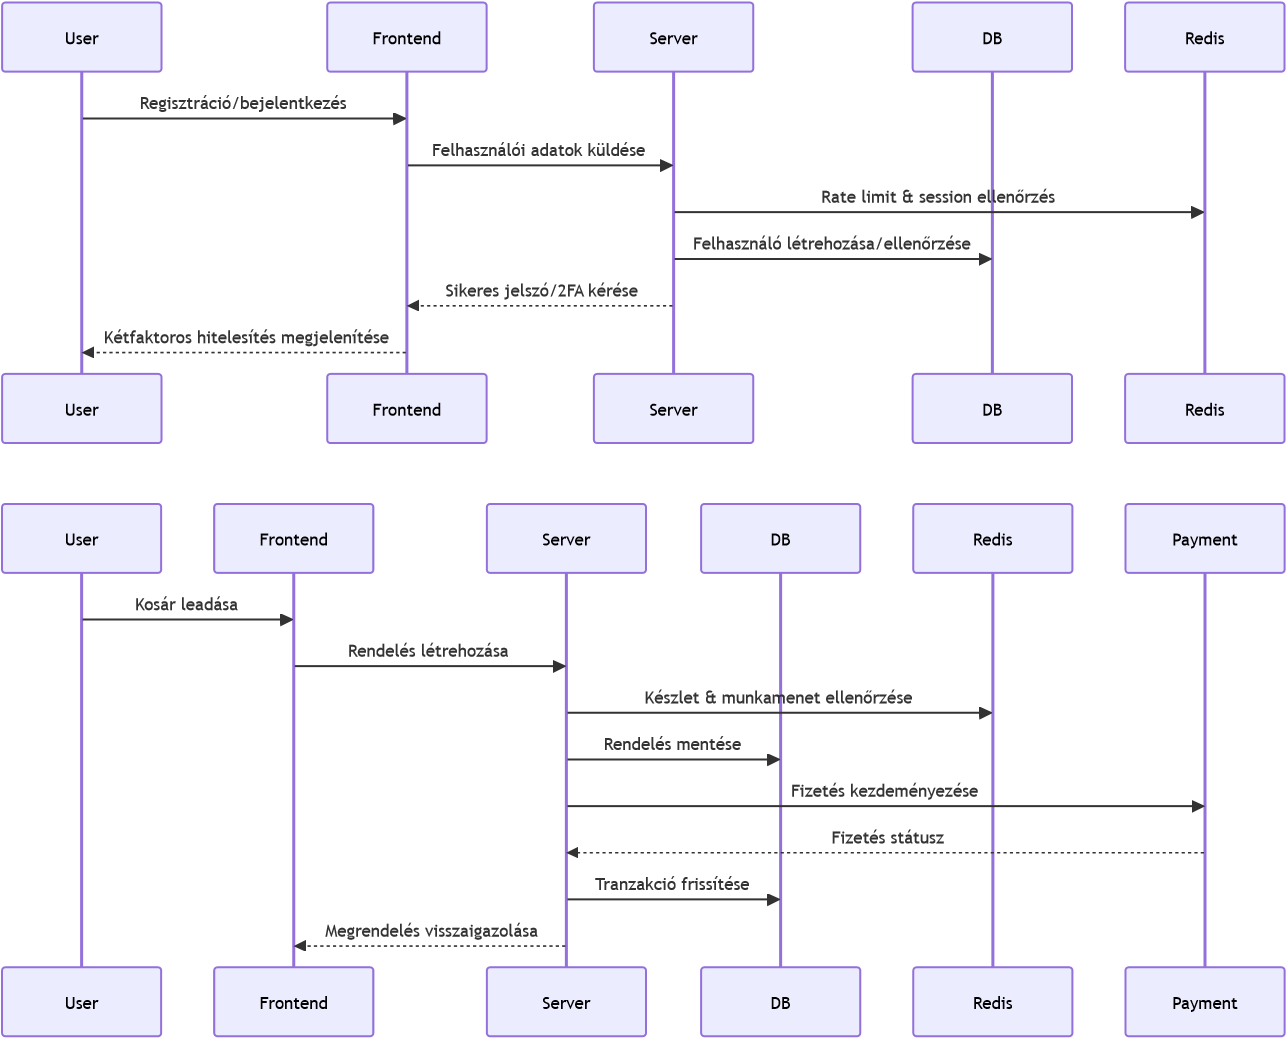 User
Frontend
Server
DB
Redis
Regisztráció/bejelentkezés
Felhasználói adatok küldése
Rate limit & session ellenőrzés
Felhasználó létrehozása/ellenőrzése
Sikeres jelszó/2FA kérése
Kétfaktoros hitelesítés megjelenítése
User
Frontend
Server
DB
Redis
User
Frontend
Server
DB
Redis
Payment
Kosár leadása
Rendelés létrehozása
Készlet & munkamenet ellenőrzése
Rendelés mentése
Fizetés kezdeményezése
Fizetés státusz
Tranzakció frissítése
Megrendelés visszaigazolása
User
Frontend
Server
DB
Redis
Payment